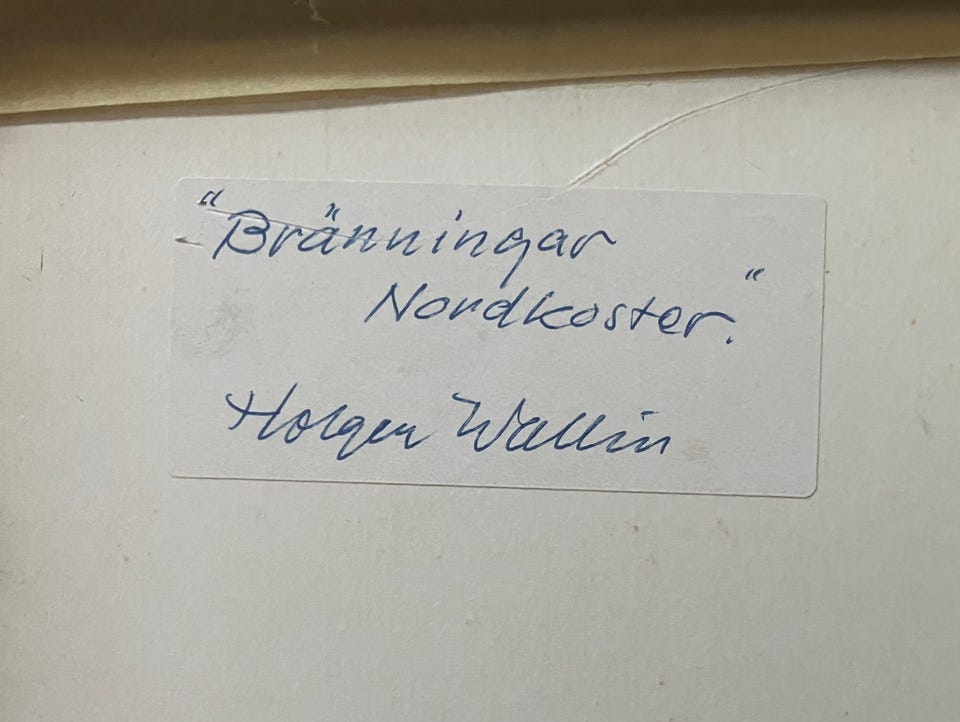 "Bränningar
Nordkoster."
Holger Wallin